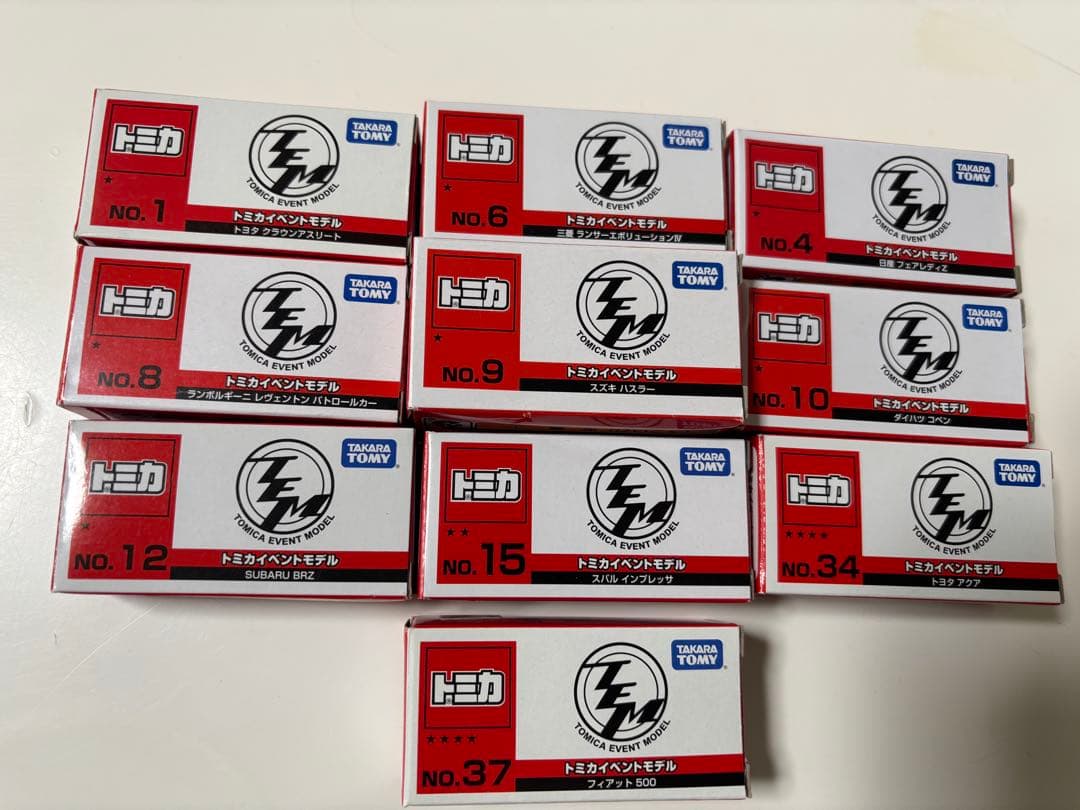 トミカ
TEM
TOMICA EVENT MODEL
TAKARA TOMY
★
NO.1
トミカイベントモデル
トヨタ クラウンアスリート
トミカ
TEM
TOMICA EVENT MODEL
TAKARA TOMY
★
NO.6
トミカイベントモデル
三菱 ランサーエボリューションⅣ
トミカ
TEM
TOMICA EVENT MODEL
TAKARA TOMY
★
NO.4
トミカイベントモデル
日産 フェアレディZ
トミカ
TEM
TOMICA EVENT MODEL
TAKARA TOMY
★
NO.8
トミカイベントモデル
ランボルギーニ レヴェントン パトロールカー
トミカ
TEM
TOMICA EVENT MODEL
TAKARA TOMY
★
NO.9
トミカイベントモデル
スズキ ハスラー
トミカ
TEM
TOMICA EVENT MODEL
TAKARA TOMY
★
NO.10
トミカイベントモデル
ダイハツ コペン
トミカ
TEM
TOMICA EVENT MODEL
TAKARA TOMY
★
NO.12
トミカイベントモデル
SUBARU BRZ
トミカ
TEM
TOMICA EVENT MODEL
TAKARA TOMY
★★
NO.15
トミカイベントモデル
スバル インプレッサ
トミカ
TEM
TOMICA EVENT MODEL
TAKARA TOMY
★★★★
NO.34
トミカイベントモデル
トヨタ アクア
トミカ
TEM
TOMICA EVENT MODEL
TAKARA TOMY
★★★★
NO.37
トミカイベントモデル
フィアット 500